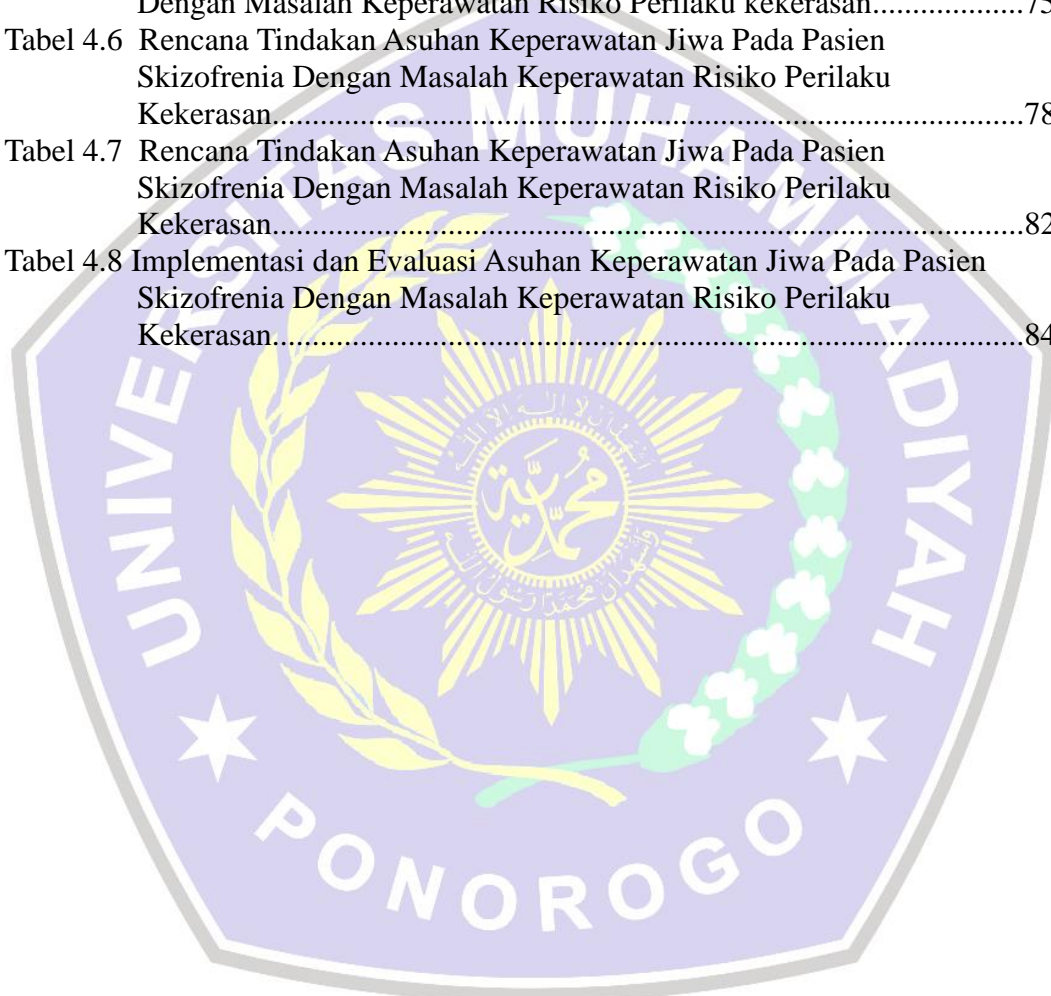 Dengan Masalah Keperawatan Risiko Perilaku kekerasan...................75
Tabel 4.6 Rencana Tindakan Asuhan Keperawatan Jiwa Pada Pasien
Skizofrenia Dengan Masalah Keperawatan Risiko Perilaku
Kekerasan...............................................................................................78
Tabel 4.7 Rencana Tindakan Asuhan Keperawatan Jiwa Pada Pasien
Skizofrenia Dengan Masalah Keperawatan Risiko Perilaku
Kekerasan...............................................................................................82
Tabel 4.8 Implementasi dan Evaluasi Asuhan Keperawatan Jiwa Pada Pasien
Skizofrenia Dengan Masalah Keperawatan Risiko Perilaku
Kekerasan...............................................................................................84
UNIVERSITAS MUHAMMADIYAH
PONOROGO
محمدية